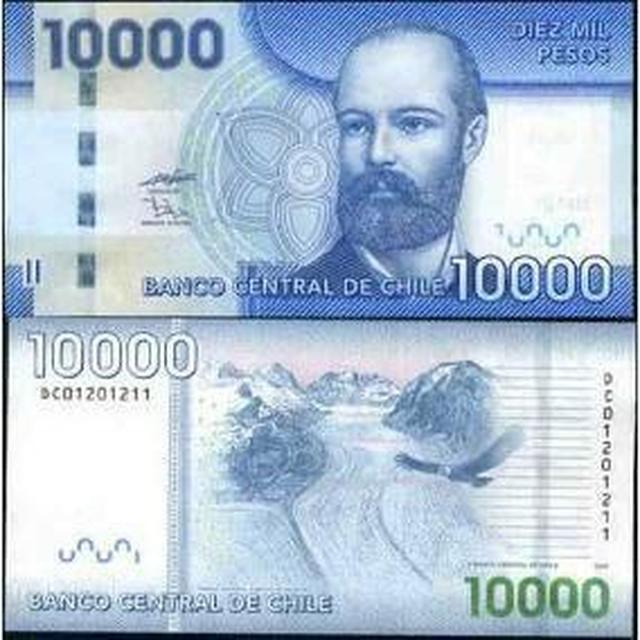 10000
DIEZ MIL
PESOS
BANCO CENTRAL DE CHILE
10000
10000
DC01201211
DC01201211
BANCO CENTRAL DE CHILE
10000